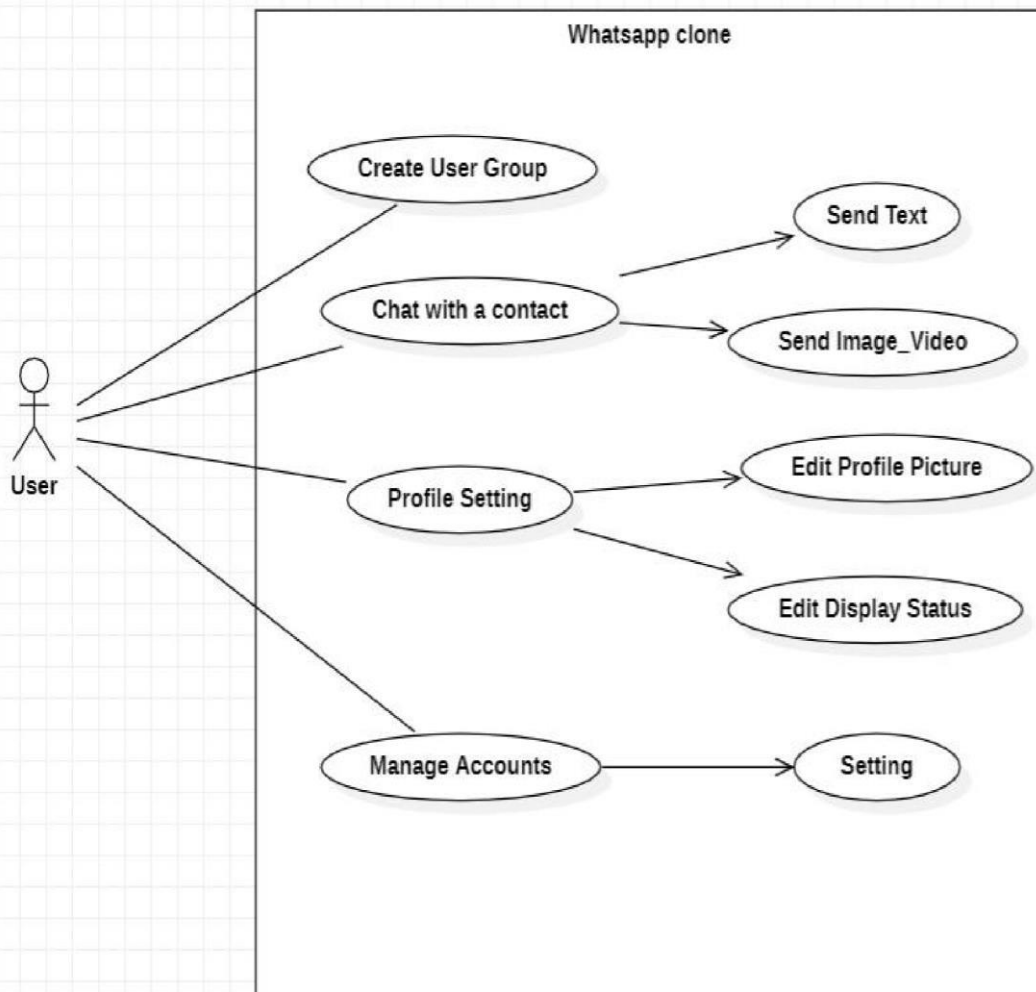 Whatsapp clone
Create User Group
Send Text
Chat with a contact
Send Image_Video
User
Profile Setting
Edit Profile Picture
Edit Display Status
Manage Accounts
Setting